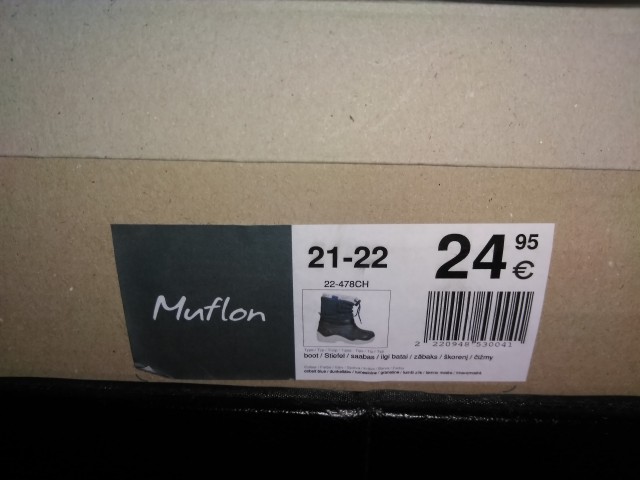 Muflon
21-22
22-478CH
24 95 €
2 220948 530041
boot / Stiefel / saabas / ilgi batai / zābaks / škorenj / čižmy